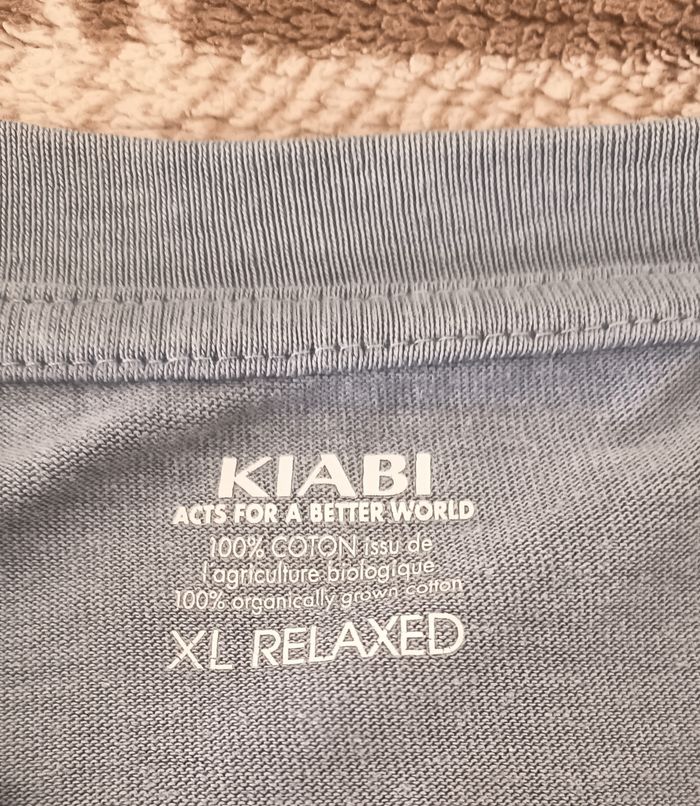 KIABI
ACTS FOR A BETTER WORLD
100% COTON issu de
l'agriculture biologique
100% organically grown cotton
XL RELAXED